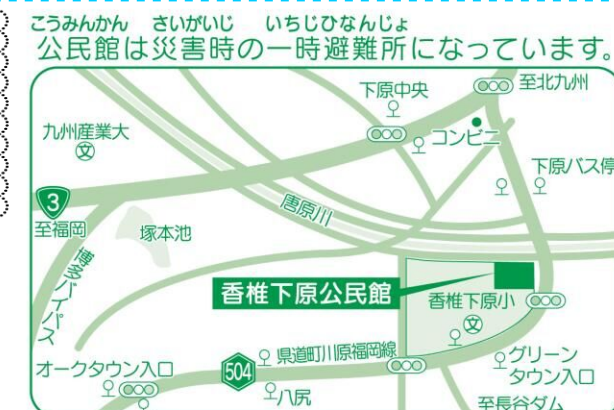 こうみんかん さいがいじ いちじひなんじょ
公民館は災害時の一時避難所になっています。
下原中央
至北九州
九州産業大
文
コンビニ
下原バス停
3
至福岡
唐原川
塚本池
博多バイパス
香椎下原公民館
香椎下原小
文
オークタウン入口
504
県道町川原福岡線
グリーン
タウン入口
八尻
至長谷ダム